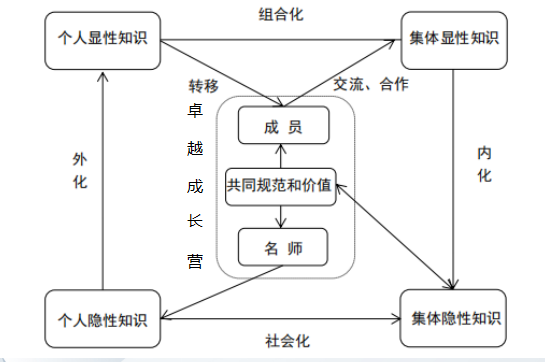 组合化
个人显性知识
集体显性知识
转移
交流、合作
卓越成长营
成 员
外化
共同规范和价值
内化
名 师
个人隐性知识
集体隐性知识
社会化